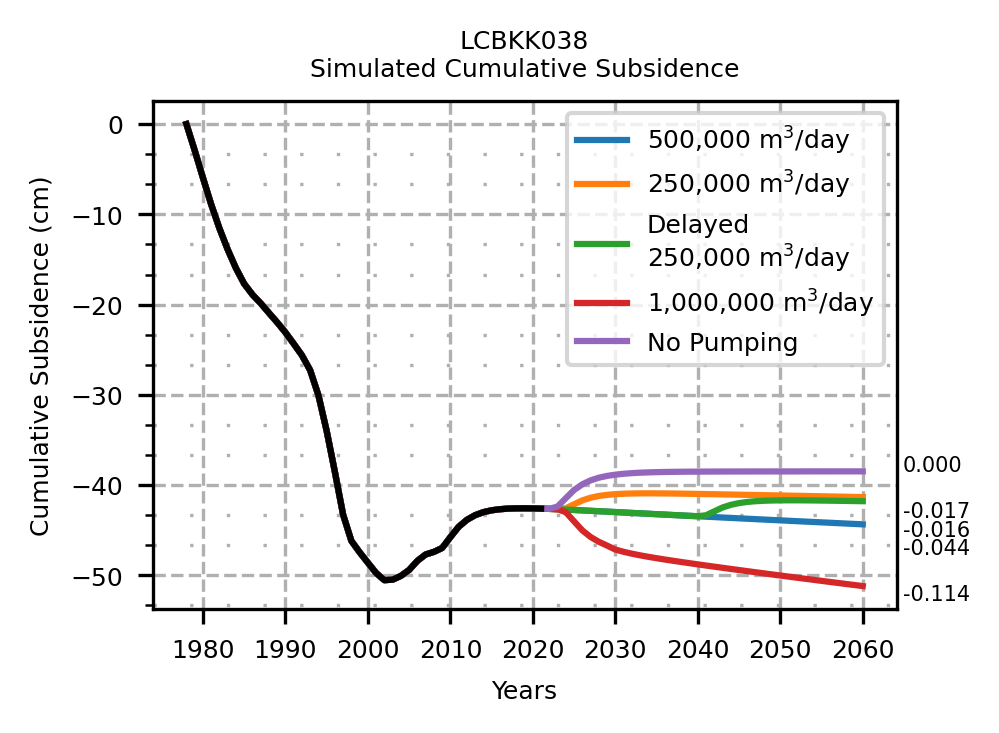 LCBKK038
Simulated Cumulative Subsidence
Cumulative Subsidence (cm)
0
−10
−20
−30
−40
−50
500,000 m³/day
250,000 m³/day
Delayed
250,000 m³/day
1,000,000 m³/day
No Pumping
0.000
-0.017
-0.016
-0.044
-0.114
1980 1990 2000 2010 2020 2030 2040 2050 2060
Years